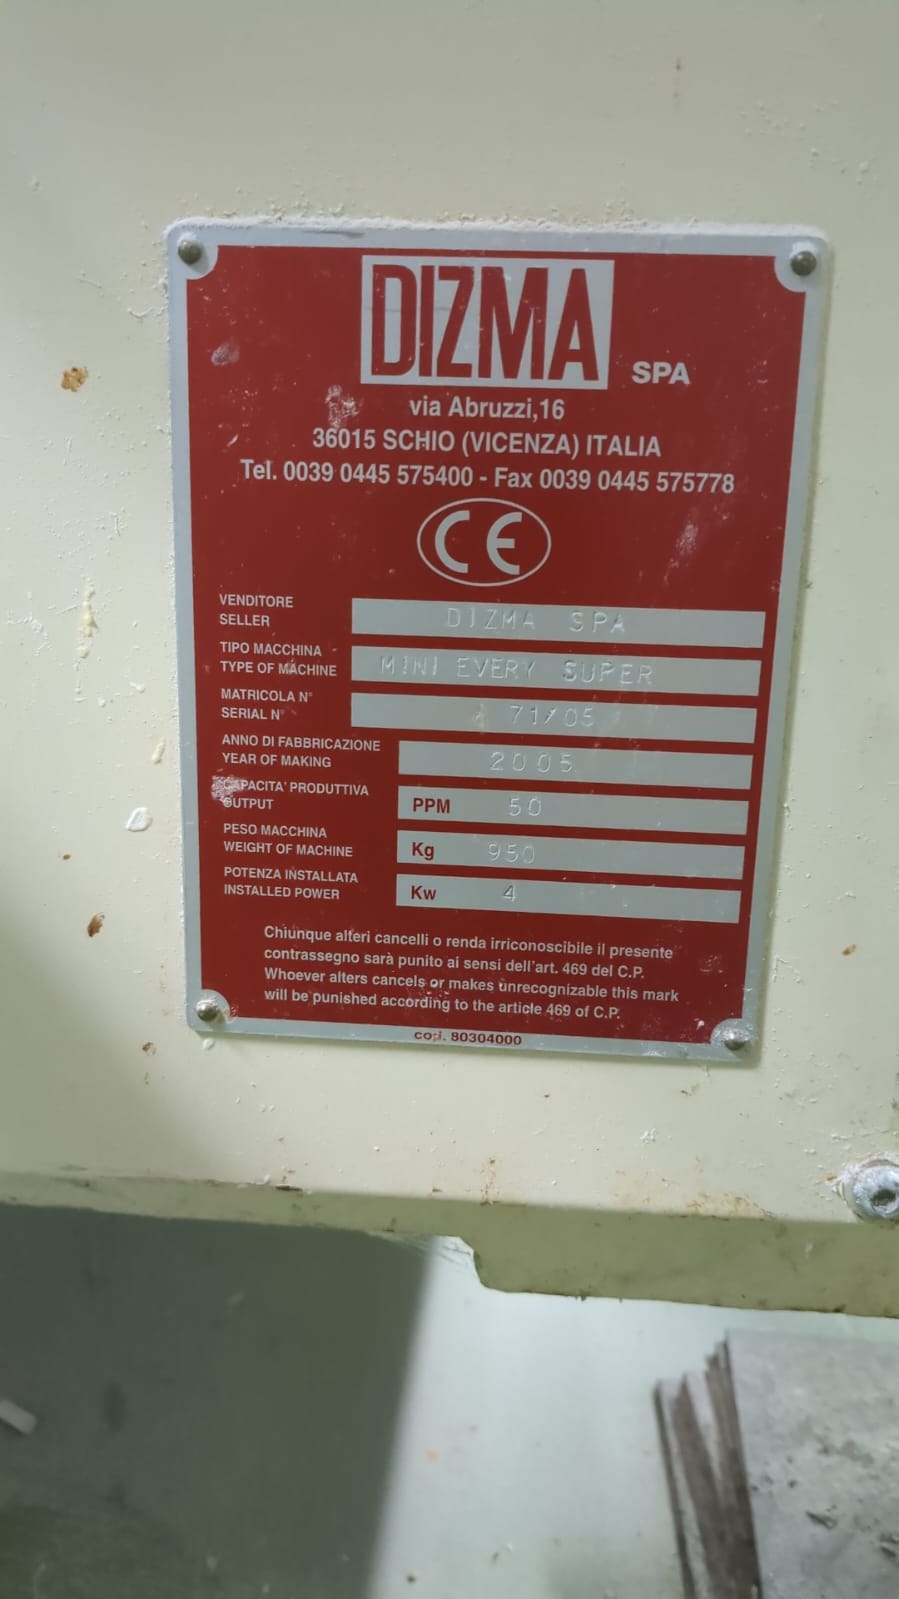 DIZMA SPA
via Abruzzi,16
36015 SCHIO (VICENZA) ITALIA
Tel. 0039 0445 575400 - Fax 0039 0445 575778
CE
VENDITORE
SELLER
DIZMA SPA
TIPO MACCHINA
TYPE OF MACHINE
MINI EVERY SUPER
MATRICOLA N°
SERIAL N°
71/05
ANNO DI FABBRICAZIONE
YEAR OF MAKING
2005
CAPACITA' PRODUTTIVA
OUTPUT
PPM 50
PESO MACCHINA
WEIGHT OF MACHINE
Kg 950
POTENZA INSTALLATA
INSTALLED POWER
Kw 4
Chiunque alteri cancelli o renda irriconoscibile il presente
contrassegno sarà punito ai sensi dell'art. 469 del C.P.
Whoever alters cancels or makes unrecognizable this mark
will be punished according to the article 469 of C.P.
cod. 80304000